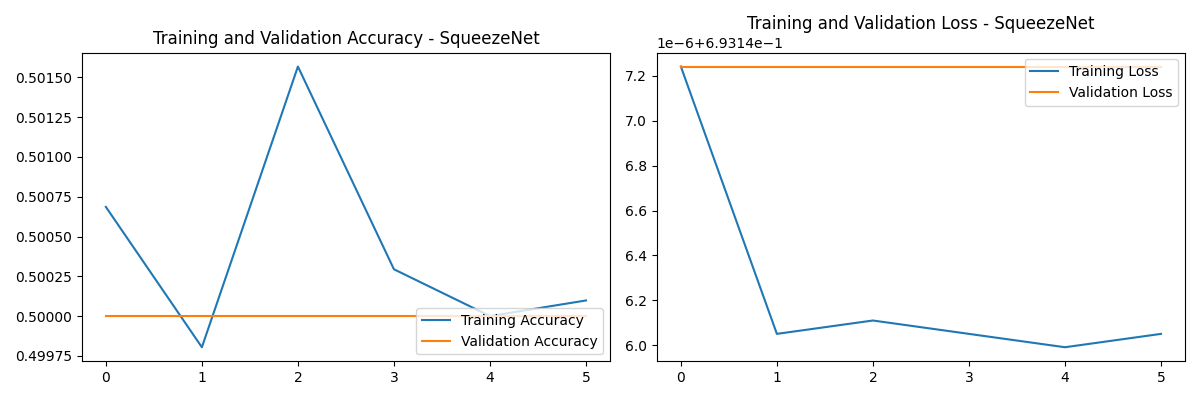 Training and Validation Accuracy - SqueezeNet
0.50150
0.50125
0.50100
0.50075
0.50050
0.50025
0.50000
0.49975
0 1 2 3 4 5
Training Accuracy
Validation Accuracy
Training and Validation Loss - SqueezeNet
1e−6+6.9314e−1
7.2
7.0
6.8
6.6
6.4
6.2
6.0
0 1 2 3 4 5
Training Loss
Validation Loss